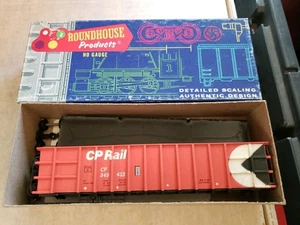 ROUNDHOUSE
Products
HO GAUGE
DETAILED SCALING
AUTHENTIC DESIGN
CP Rail
CP